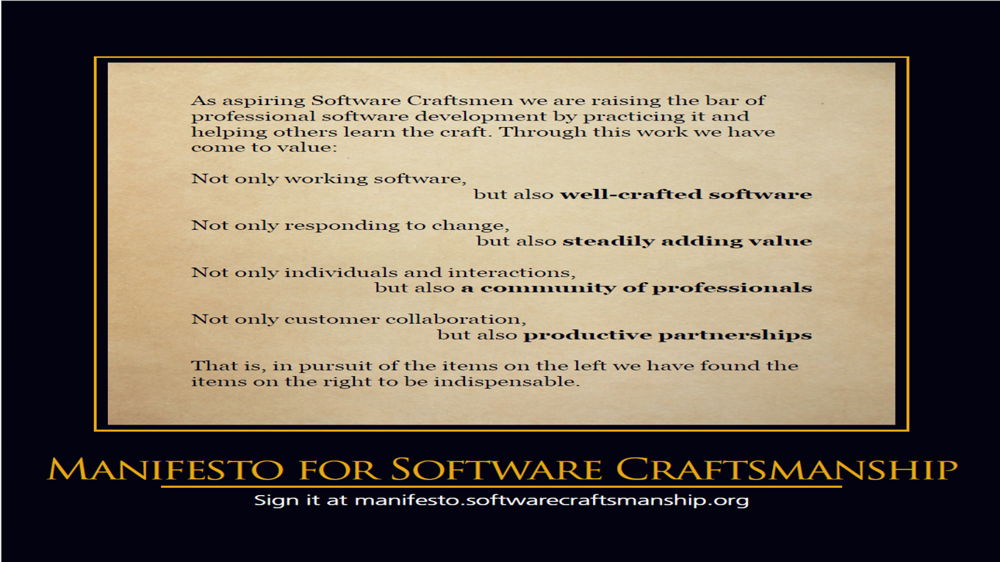 As aspiring Software Craftsmen we are raising the bar of
professional software development by practicing it and
helping others learn the craft. Through this work we have
come to value:
Not only working software,
but also well-crafted software
Not only responding to change,
but also steadily adding value
Not only individuals and interactions,
but also a community of professionals
Not only customer collaboration,
but also productive partnerships
That is, in pursuit of the items on the left we have found the
items on the right to be indispensable.
Manifesto for Software Craftsmanship
Sign it at manifesto.softwarecraftsmanship.org